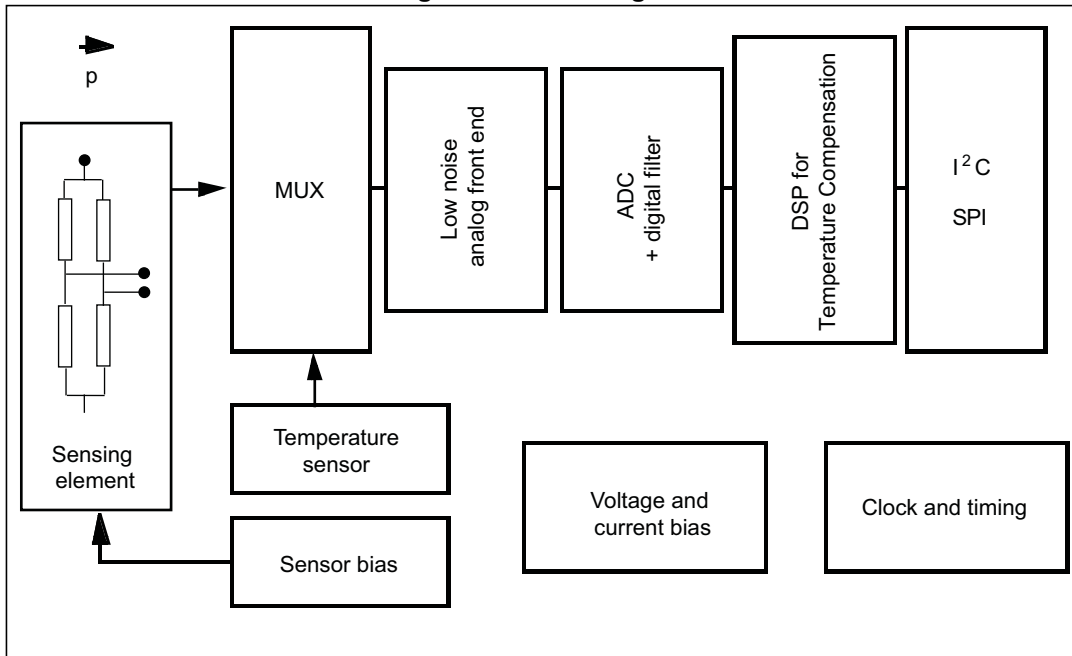 p
Sensing
element
MUX
Temperature
sensor
Sensor bias
Low noise
analog front end
ADC
+ digital filter
DSP for
Temperature Compensation
I²C
SPI
Voltage and
current bias
Clock and timing